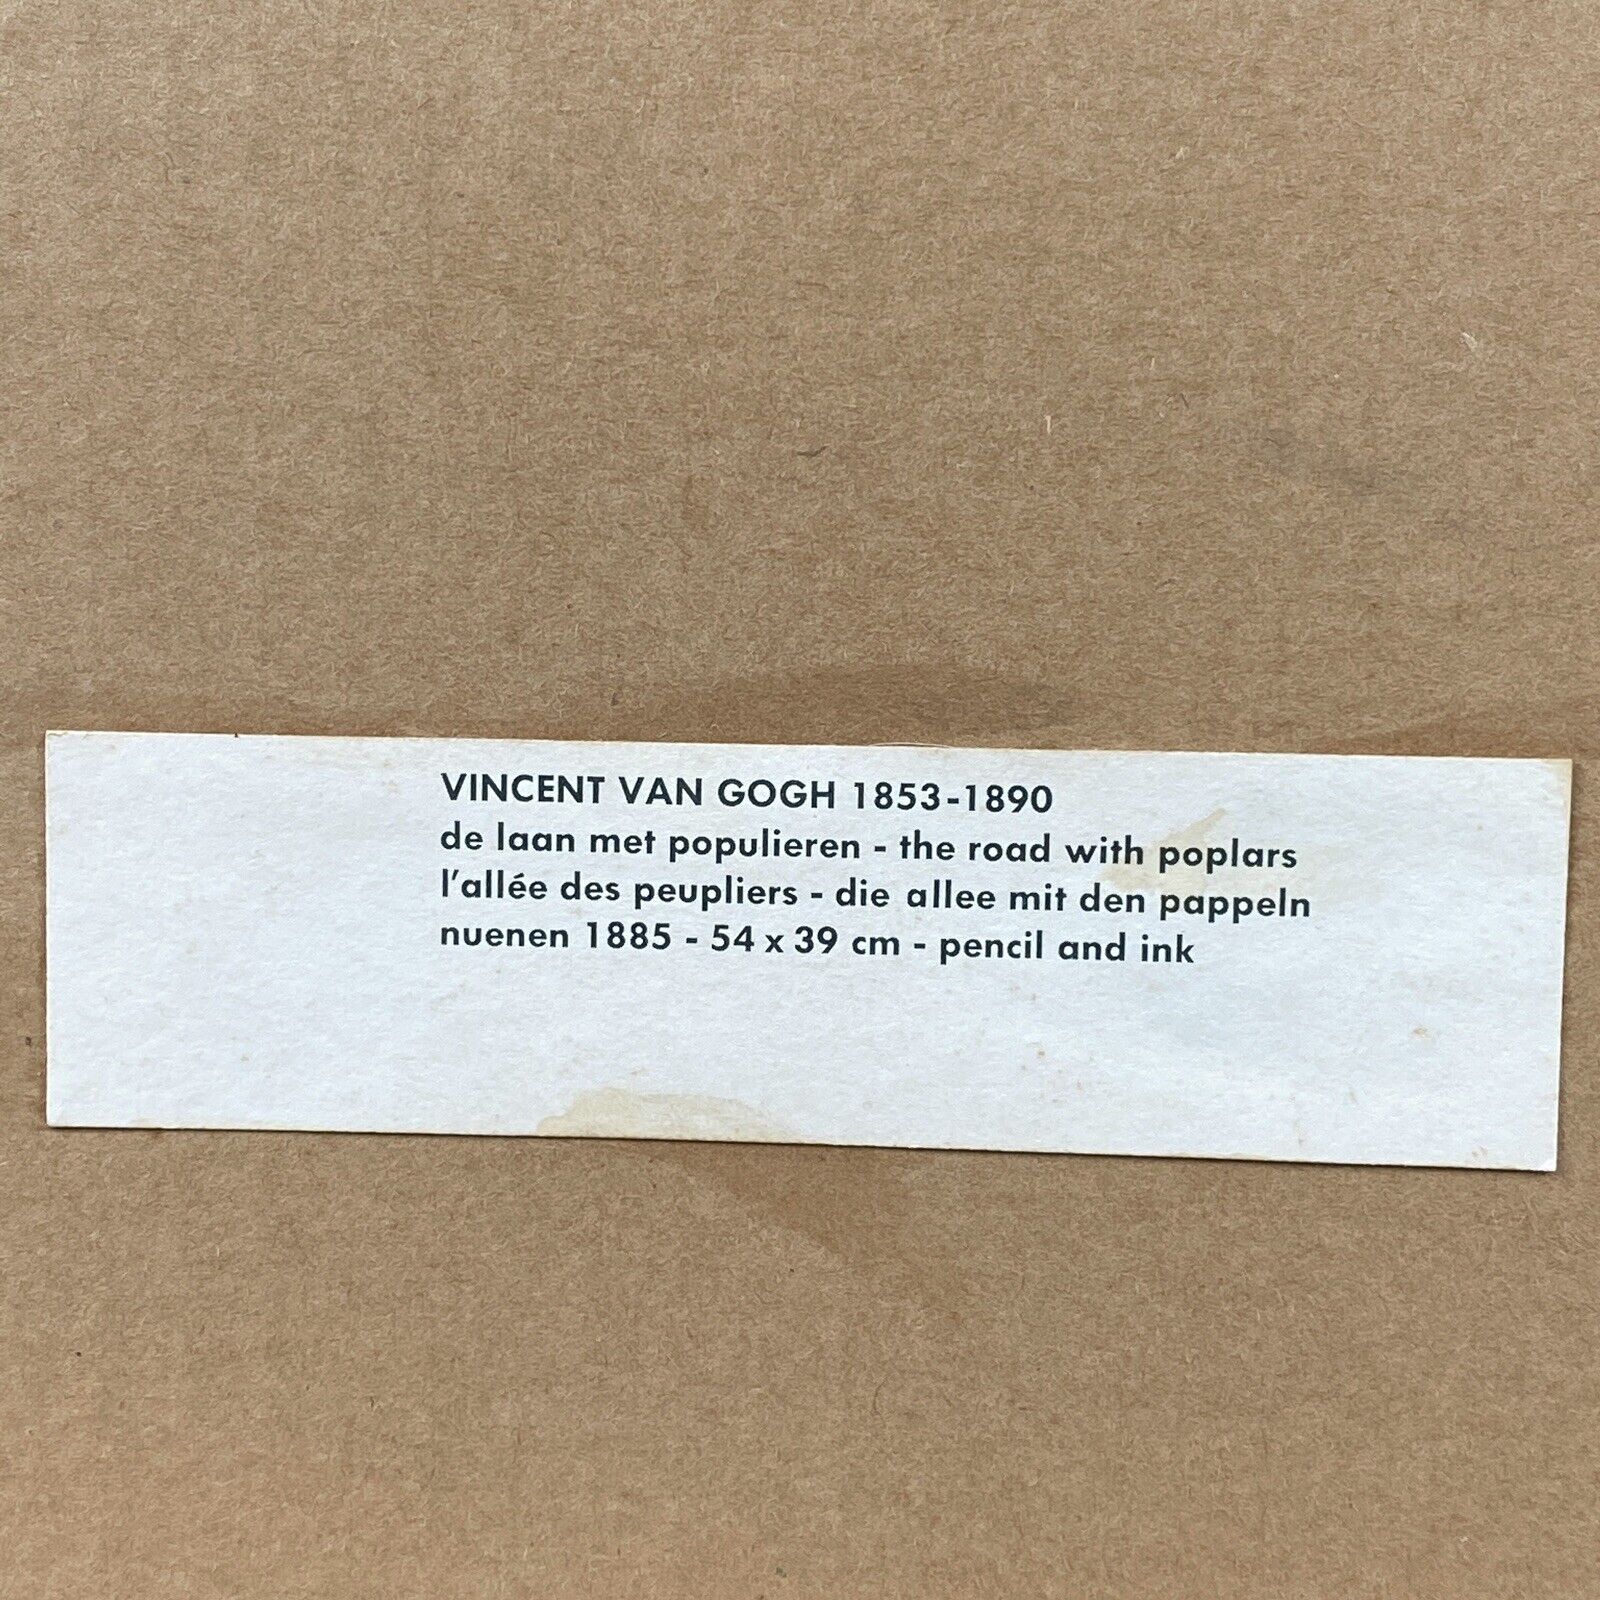 VINCENT VAN GOGH 1853-1890
de laan met populieren - the road with poplars
l'allée des peupliers - die allee mit den pappeln
nuenen 1885 - 54 x 39 cm - pencil and ink